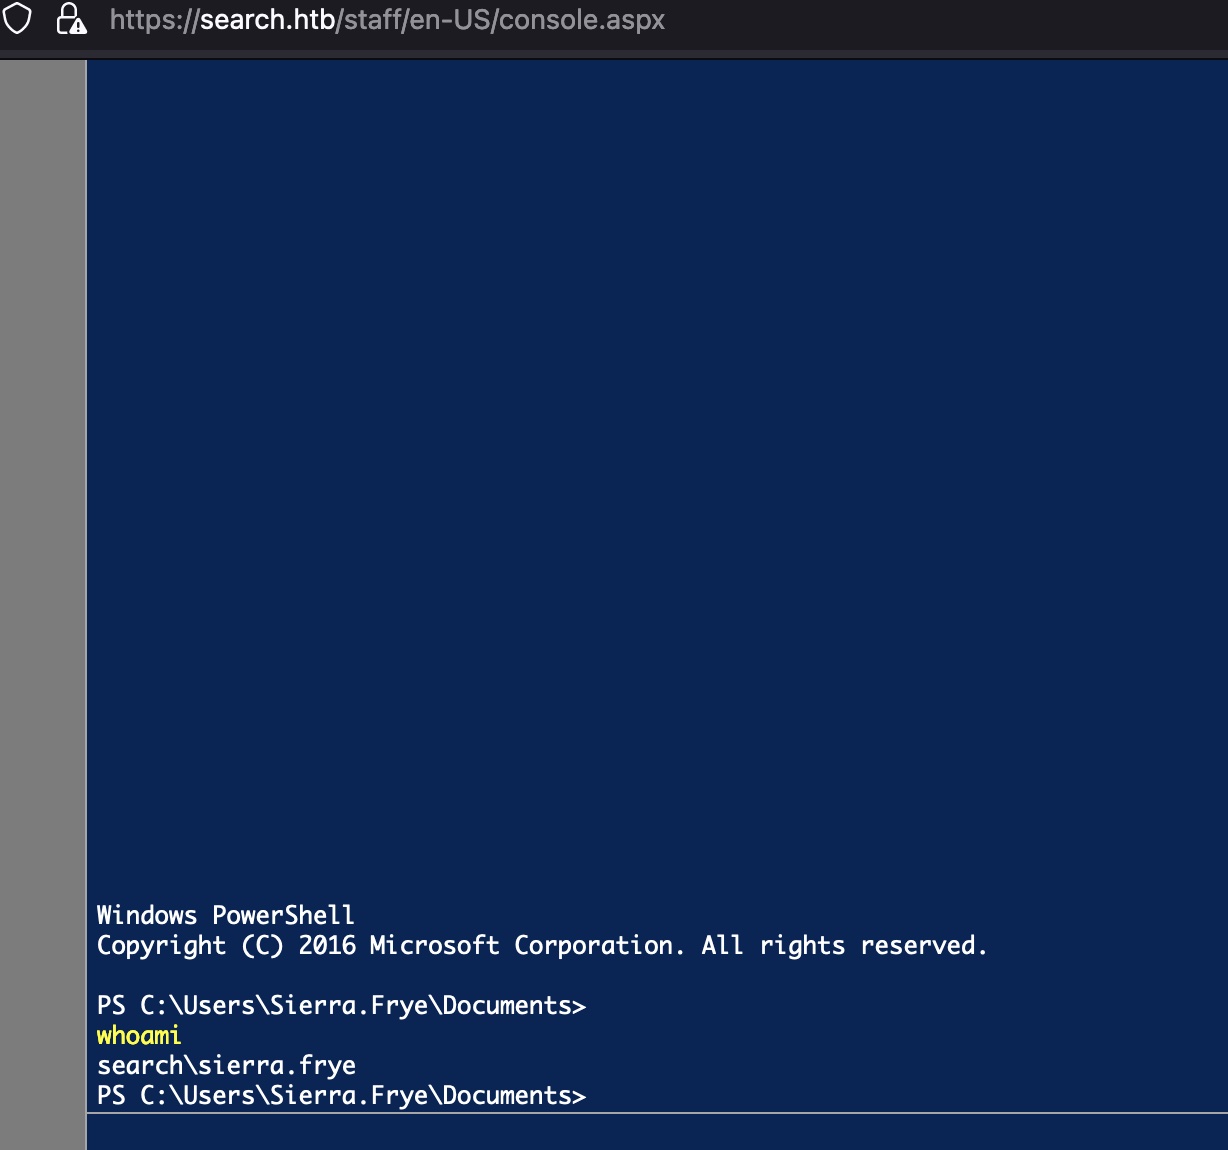 https://search.htb/staff/en-US/console.aspx
Windows PowerShell
Copyright (C) 2016 Microsoft Corporation. All rights reserved.
PS C:\Users\Sierra.Frye\Documents>
whoami
search\sierra.frye
PS C:\Users\Sierra.Frye\Documents>